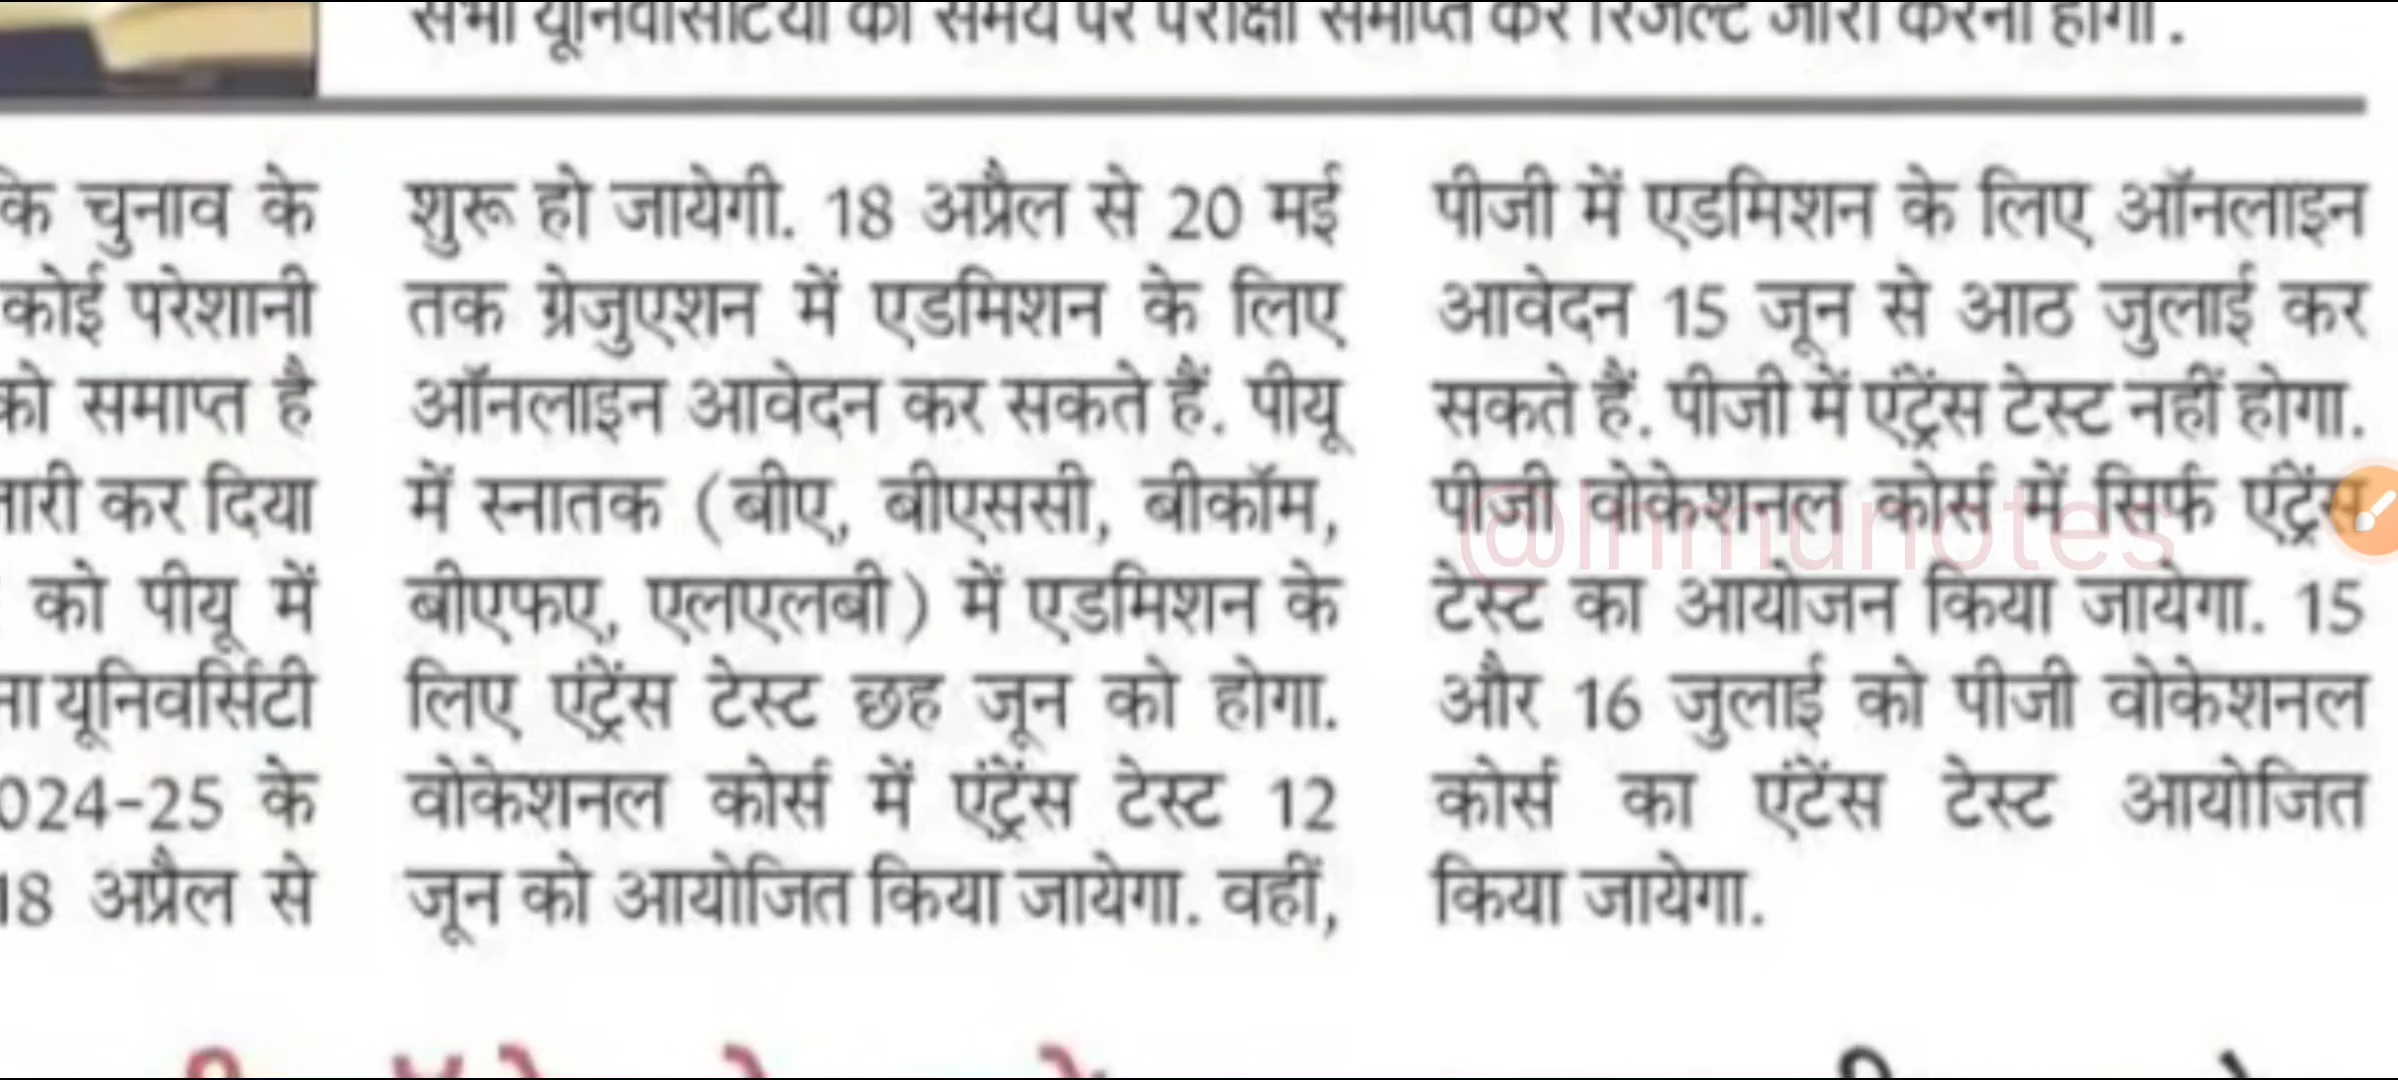 सभी यूनिवर्सिटियों को समय पर परीक्षा समाप्त कर रिजल्ट जारी करना होगा.
के चुनाव के
कोई परेशानी
को समाप्त है
जारी कर दिया
को पीयू में
यूनिवर्सिटी
024-25 के
18 अप्रैल से
शुरू हो जायेगी. 18 अप्रैल से 20 मई
तक ग्रेजुएशन में एडमिशन के लिए
ऑनलाइन आवेदन कर सकते हैं. पीयू
में स्नातक (बीए, बीएससी, बीकॉम,
बीएफए, एलएलबी) में एडमिशन के
लिए एंट्रेंस टेस्ट छह जून को होगा.
वोकेशनल कोर्स में एंट्रेंस टेस्ट 12
जून को आयोजित किया जायेगा. वहीं,
पीजी में एडमिशन के लिए ऑनलाइन
आवेदन 15 जून से आठ जुलाई कर
सकते हैं. पीजी में एंट्रेंस टेस्ट नहीं होगा.
पीजी वोकेशनल कोर्स में सिर्फ एंट्रेंस
टेस्ट का आयोजन किया जायेगा. 15
और 16 जुलाई को पीजी वोकेशनल
कोर्स का एंटेंस टेस्ट आयोजित
किया जायेगा.
@lnmunotes